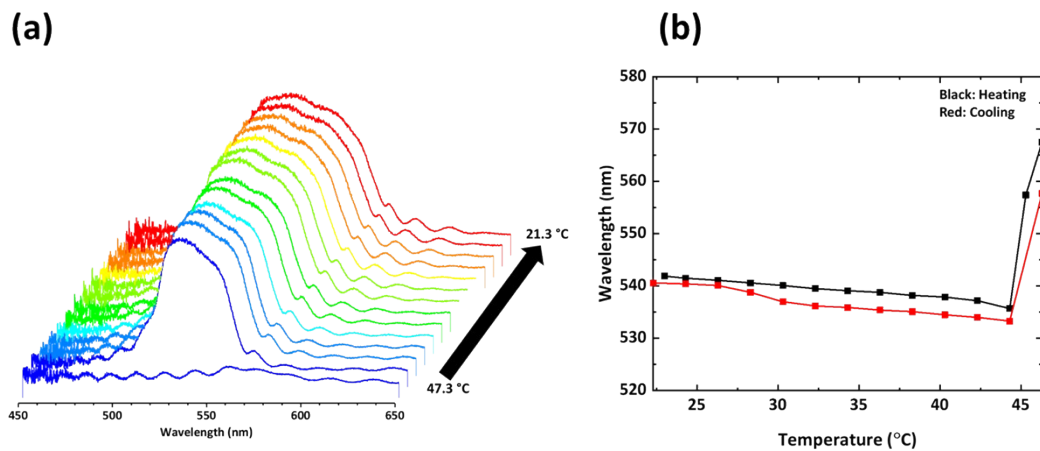 (a)
21.3 °C
47.3 °C
450 500 550 600 650
Wavelength (nm)
(b)
580
570
560
550
540
530
520
Wavelength (nm)
Black: Heating
Red: Cooling
25 30 35 40 45
Temperature (°C)